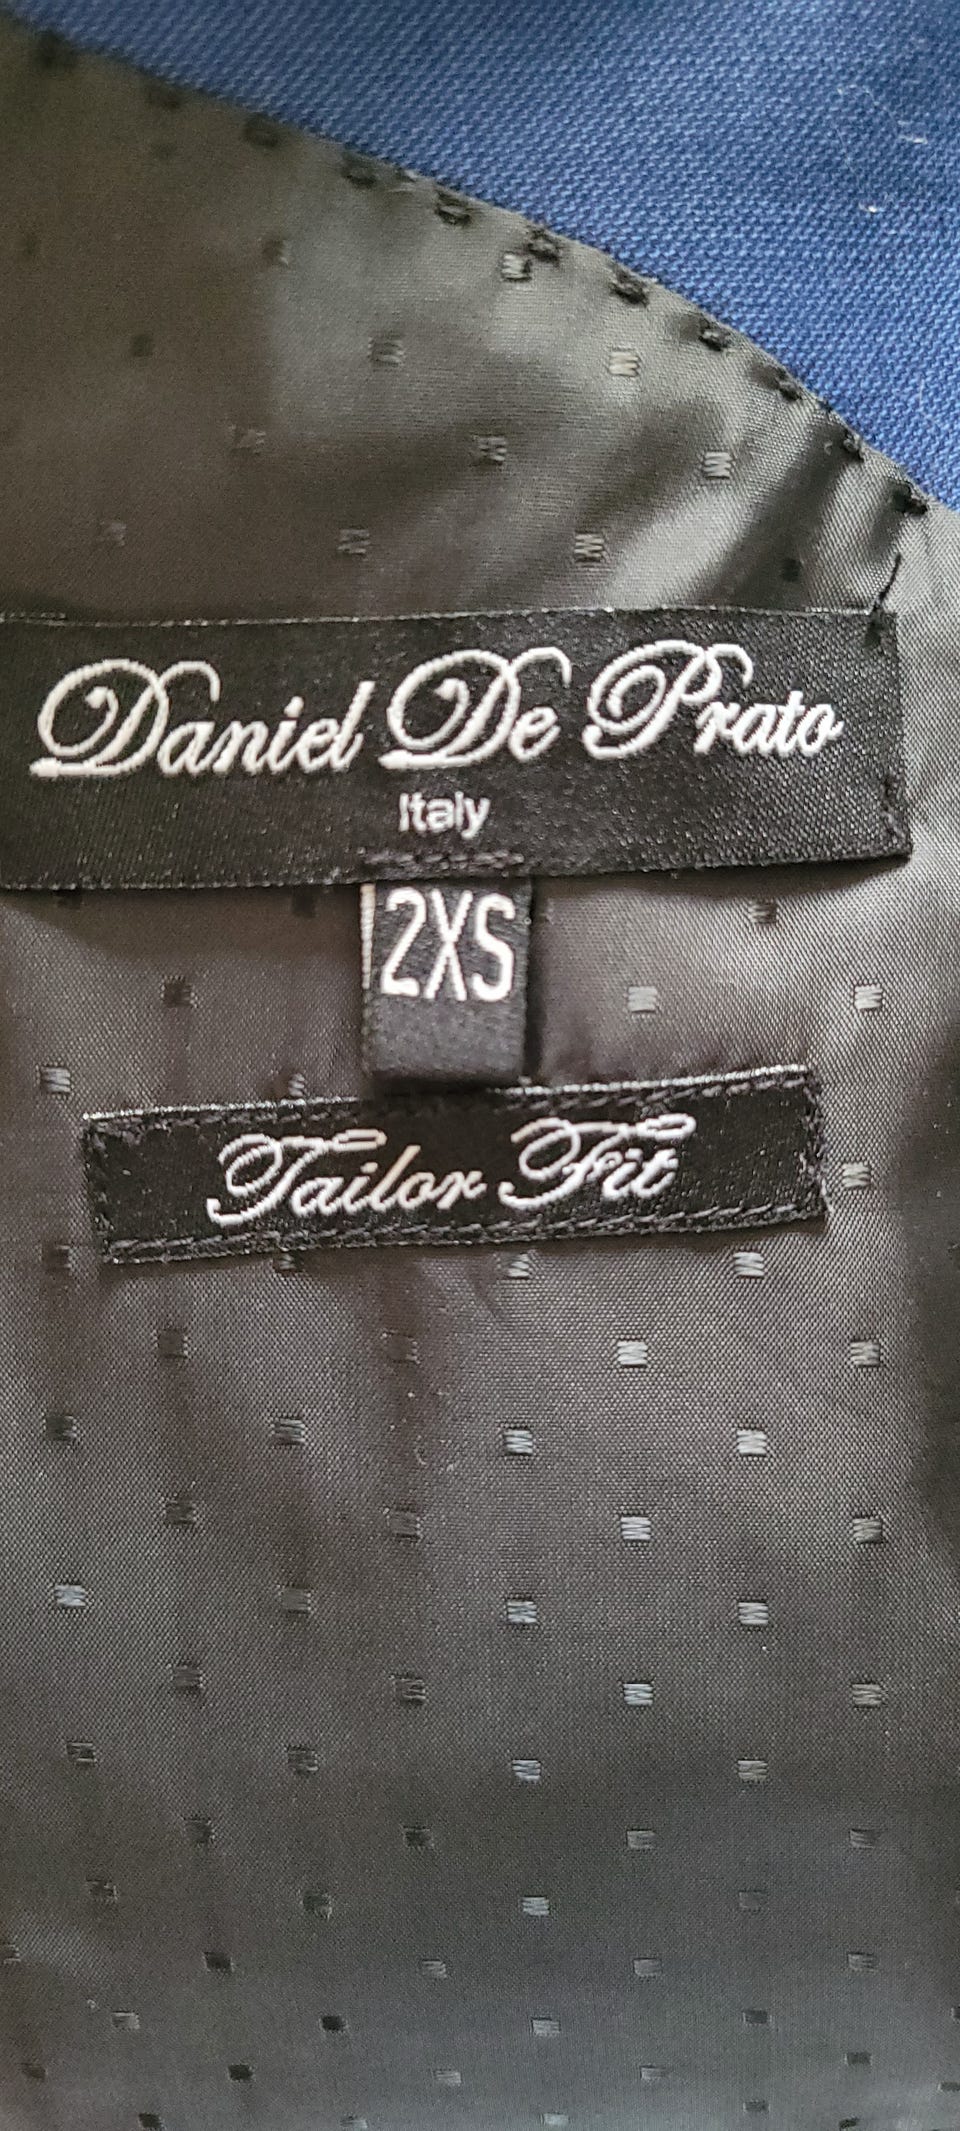 Daniel De Prato
Italy
2XS
Tailor Fit